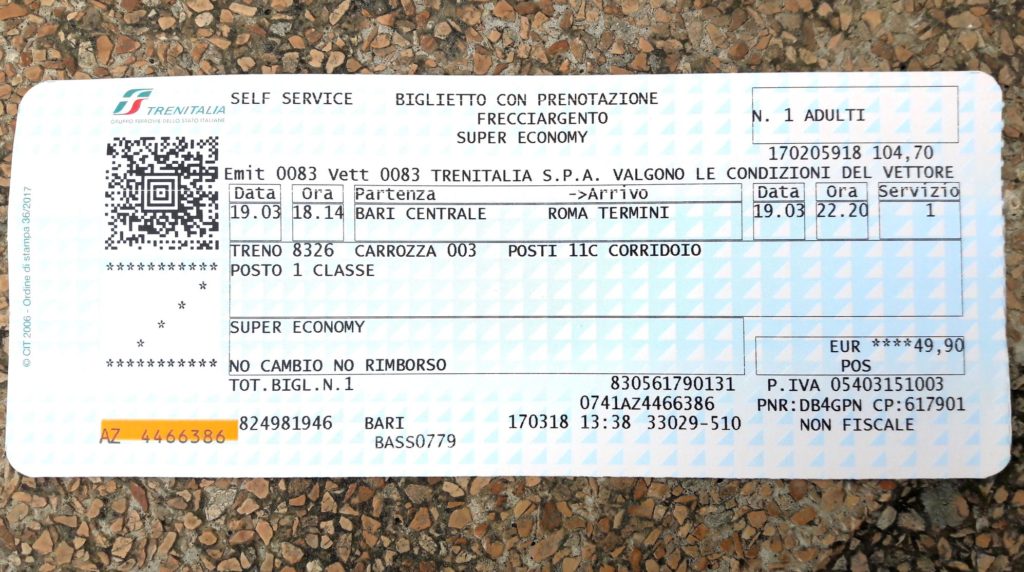 TRENITALIA
GRUPPO FERROVIE DELLO STATO ITALIANE
SELF SERVICE BIGLIETTO CON PRENOTAZIONE
FRECCIARGENTO
SUPER ECONOMY
N. 1 ADULTI
170205918 104,70
Emit 0083 Vett 0083 TRENITALIA S.P.A. VALGONO LE CONDIZIONI DEL VETTORE
Data Ora Partenza ->Arrivo Data Ora Servizio
19.03 18.14 BARI CENTRALE ROMA TERMINI 19.03 22.20 1
TRENO 8326 CARROZZA 003 POSTI 11C CORRIDOIO
***********
POSTO 1 CLASSE
*
*
*
*
SUPER ECONOMY
EUR ****49,90
***********
NO CAMBIO NO RIMBORSO
POS
TOT.BIGL.N.1 830561790131 P.IVA 05403151003
0741AZ4466386 PNR:DB4GPN CP:617901
AZ 4466386 824981946 BARI 170318 13:38 33029-510 NON FISCALE
BASS0779
© CIT 2006 - Ordine di stampa 36/2017